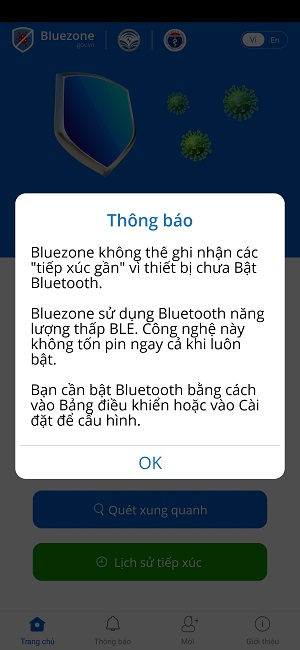 Bluezone
.gov.vn
Vi
En
Thông báo
Bluezone không thể ghi nhận các
"tiếp xúc gần" vì thiết bị chưa Bật
Bluetooth.
Bluezone sử dụng Bluetooth năng
lượng thấp BLE. Công nghệ này
không tốn pin ngay cả khi luôn
bật.
Bạn cần bật Bluetooth bằng cách
vào Bảng điều khiển hoặc vào Cài
đặt để cấu hình.
OK
Quét xung quanh
Lịch sử tiếp xúc
Trang chủ
Thông báo
Mời
Giới thiệu